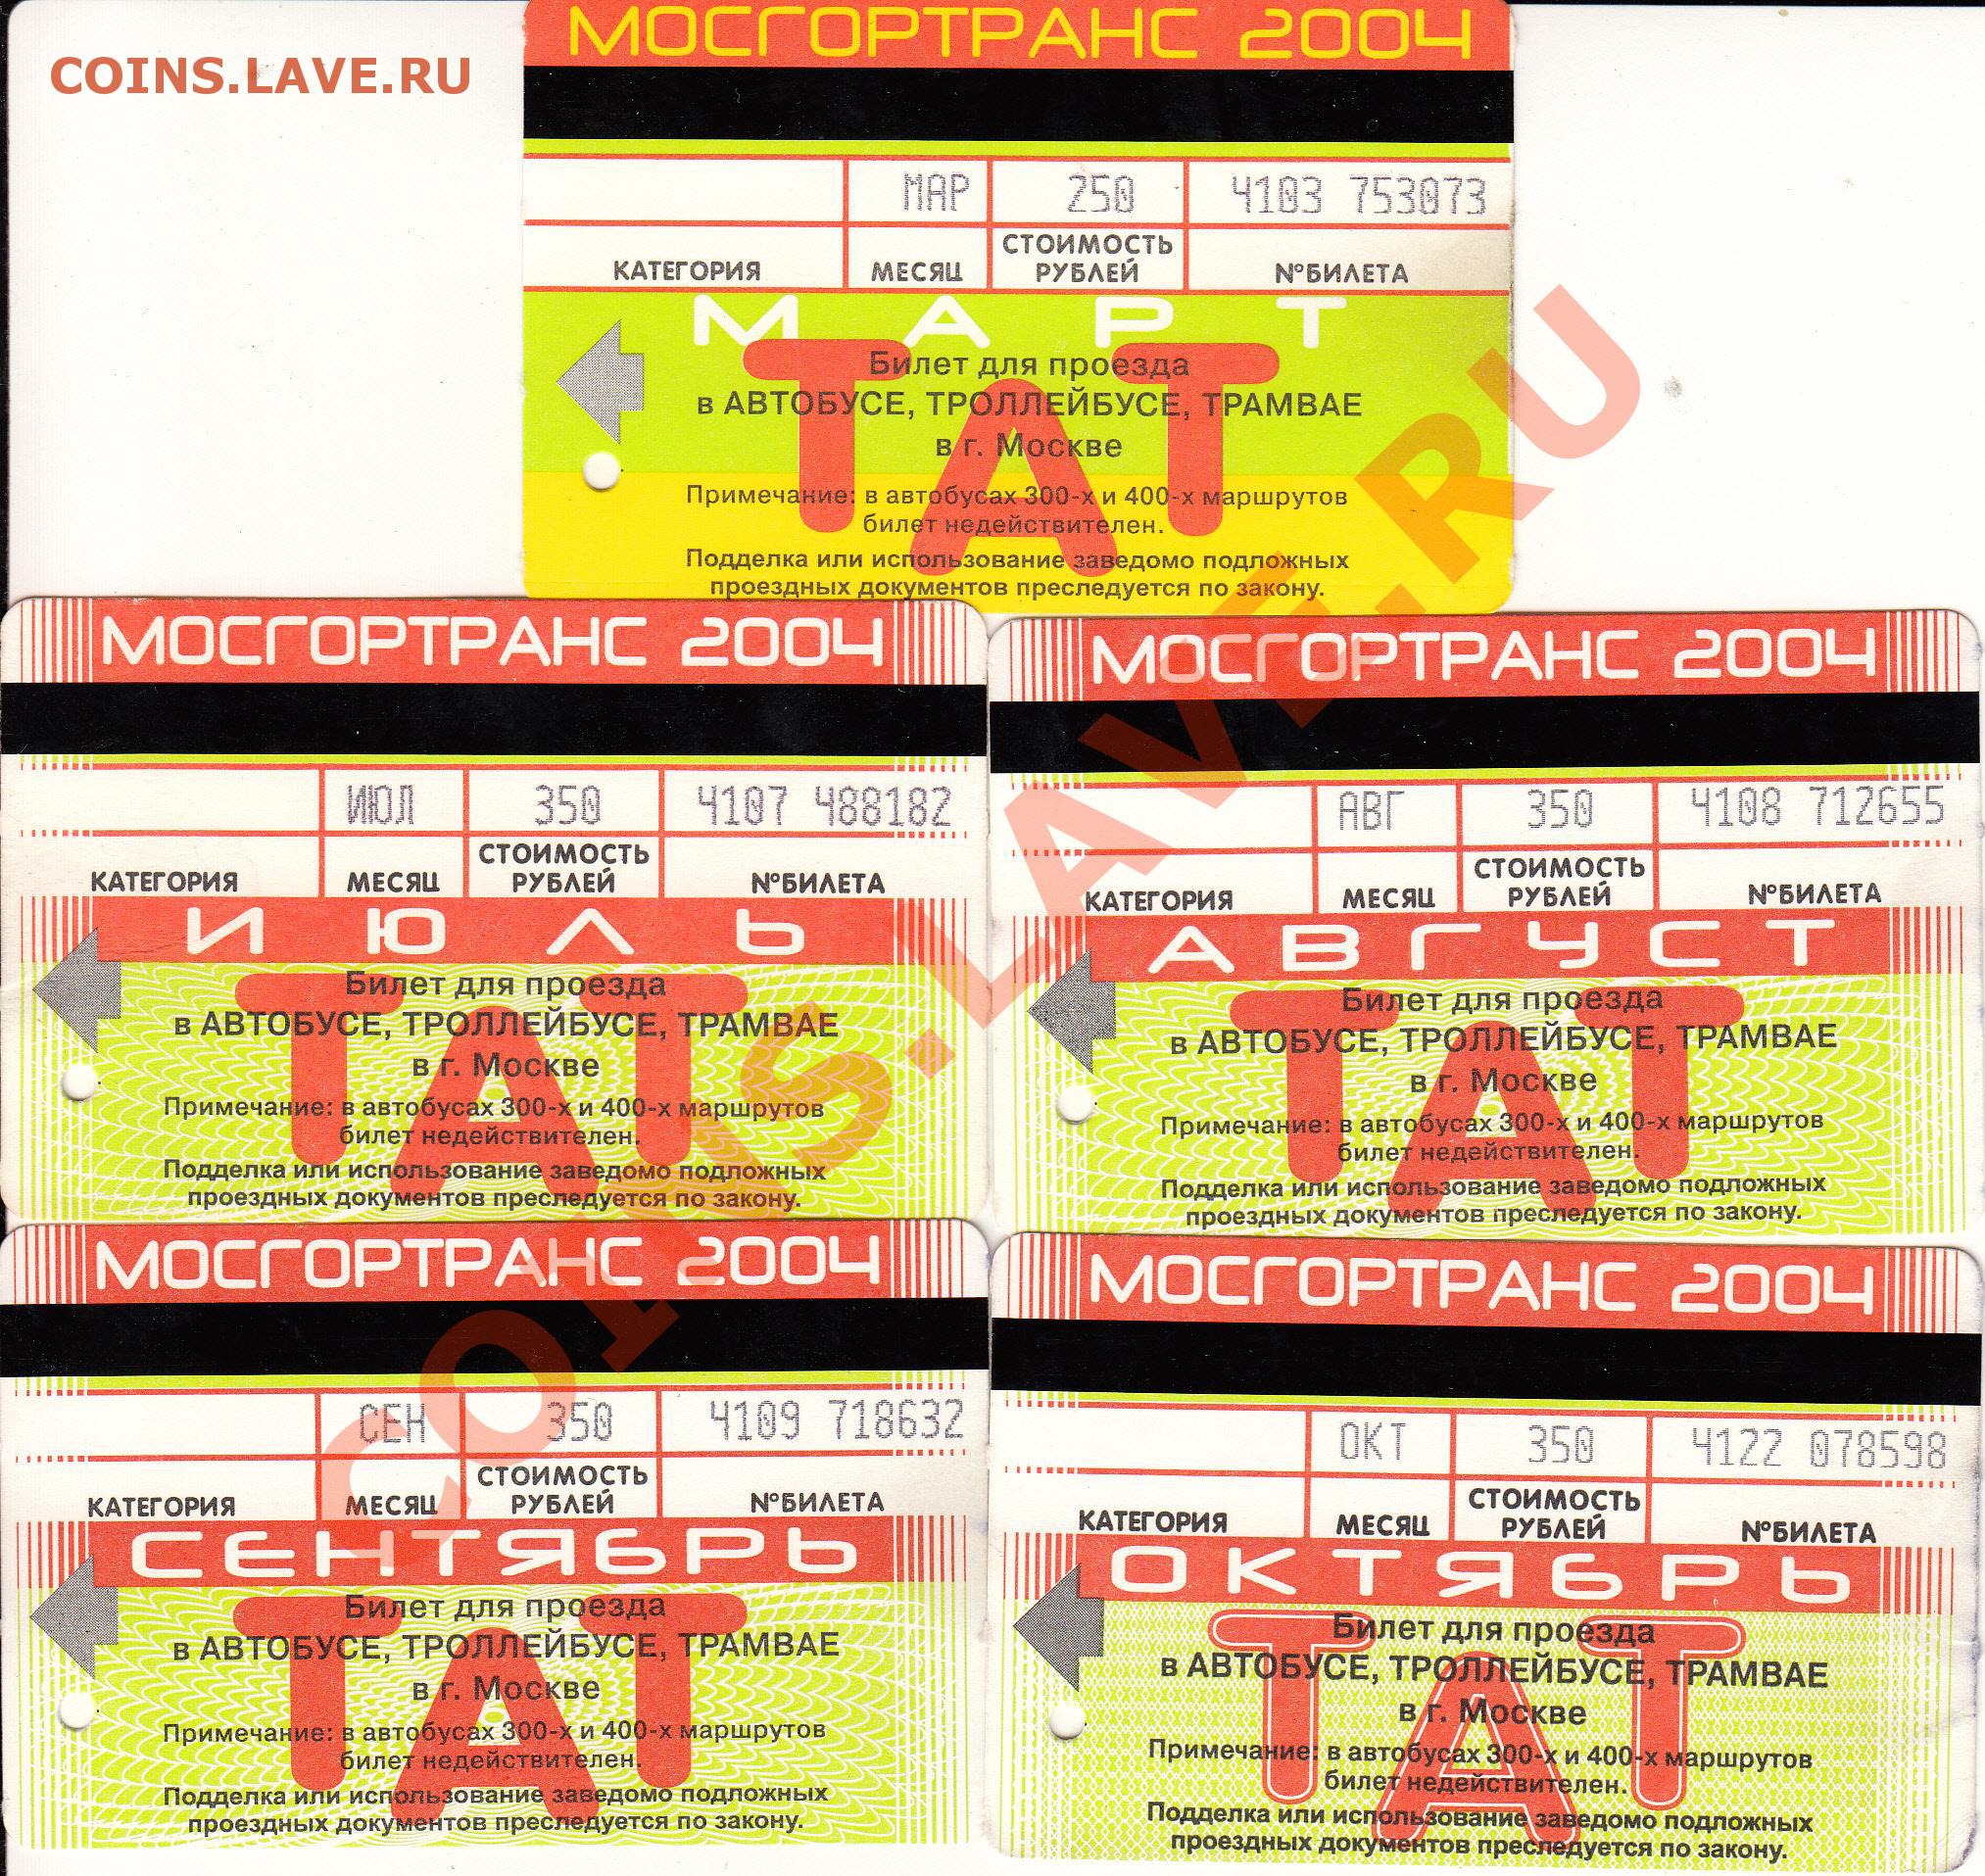 COINS.LAVE.RU
МОСГОРТРАНС 2004
МАР 250 4103 753073
КАТЕГОРИЯ МЕСЯЦ СТОИМОСТЬ РУБЛЕЙ №БИЛЕТА
МАРТ
ТАТ
Билет для проезда
в АВТОБУСЕ, ТРОЛЛЕЙБУСЕ, ТРАМВАЕ
в г. Москве
Примечание: в автобусах 300-х и 400-х маршрутов
билет недействителен.
Подделка или использование заведомо подложных
проездных документов преследуется по закону.
МОСГОРТРАНС 2004
ИЮЛ 350 4107 488182
КАТЕГОРИЯ МЕСЯЦ СТОИМОСТЬ РУБЛЕЙ №БИЛЕТА
ИЮЛЬ
ТАТ
Билет для проезда
в АВТОБУСЕ, ТРОЛЛЕЙБУСЕ, ТРАМВАЕ
в г. Москве
Примечание: в автобусах 300-х и 400-х маршрутов
билет недействителен.
Подделка или использование заведомо подложных
проездных документов преследуется по закону.
МОСГОРТРАНС 2004
АВГ 350 4108 712655
КАТЕГОРИЯ МЕСЯЦ СТОИМОСТЬ РУБЛЕЙ №БИЛЕТА
АВГУСТ
ТАТ
Билет для проезда
в АВТОБУСЕ, ТРОЛЛЕЙБУСЕ, ТРАМВАЕ
в г. Москве
Примечание: в автобусах 300-х и 400-х маршрутов
билет недействителен.
Подделка или использование заведомо подложных
проездных документов преследуется по закону.
МОСГОРТРАНС 2004
СЕН 350 4109 718632
КАТЕГОРИЯ МЕСЯЦ СТОИМОСТЬ РУБЛЕЙ №БИЛЕТА
СЕНТЯБРЬ
ТАТ
Билет для проезда
в АВТОБУСЕ, ТРОЛЛЕЙБУСЕ, ТРАМВАЕ
в г. Москве
Примечание: в автобусах 300-х и 400-х маршрутов
билет недействителен.
Подделка или использование заведомо подложных
проездных документов преследуется по закону.
МОСГОРТРАНС 2004
ОКТ 350 4122 078598
КАТЕГОРИЯ МЕСЯЦ СТОИМОСТЬ РУБЛЕЙ №БИЛЕТА
ОКТЯБРЬ
ТАТ
Билет для проезда
в АВТОБУСЕ, ТРОЛЛЕЙБУСЕ, ТРАМВАЕ
в г. Москве
Примечание: в автобусах 300-х и 400-х маршрутов
билет недействителен.
Подделка или использование заведомо подложных
проездных документов преследуется по закону.
COINS.LAVE.RU